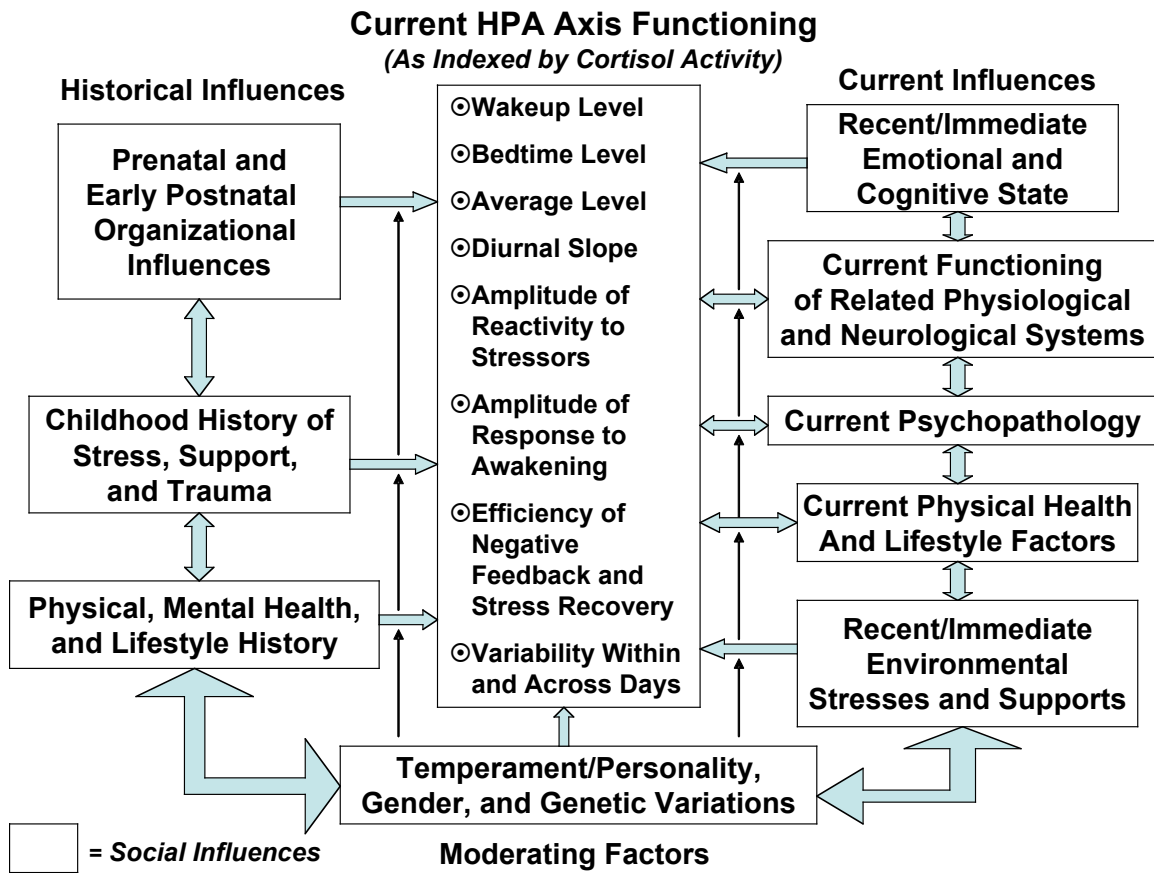 Current HPA Axis Functioning
(As Indexed by Cortisol Activity)
Historical Influences
Prenatal and
Early Postnatal
Organizational
Influences
Childhood History of
Stress, Support,
and Trauma
Physical, Mental Health,
and Lifestyle History
Wakeup Level
Bedtime Level
Average Level
Diurnal Slope
Amplitude of
Reactivity to
Stressors
Amplitude of
Response to
Awakening
Efficiency of
Negative
Feedback and
Stress Recovery
Variability Within
and Across Days
Current Influences
Recent/Immediate
Emotional and
Cognitive State
Current Functioning
of Related Physiological
and Neurological Systems
Current Psychopathology
Current Physical Health
And Lifestyle Factors
Recent/Immediate
Environmental
Stresses and Supports
Temperament/Personality,
Gender, and Genetic Variations
Moderating Factors
= Social Influences